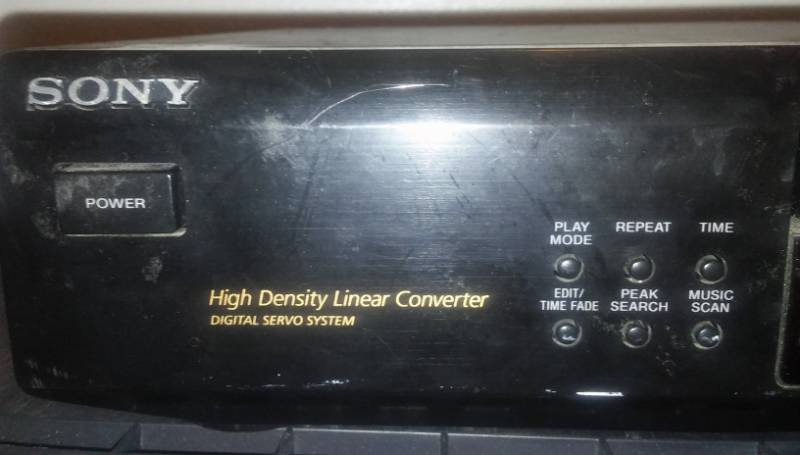 SONY
POWER
PLAY MODE
REPEAT
TIME
EDIT/
TIME FADE
PEAK
SEARCH
MUSIC
SCAN
High Density Linear Converter
DIGITAL SERVO SYSTEM